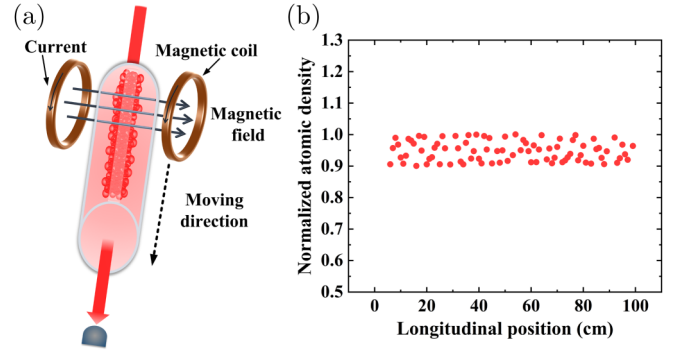 (a)
Current
Magnetic coil
Magnetic
field
Moving
direction
(b)
Normalized atomic density
1.3
1.2
1.1
1.0
0.9
0.8
0.7
0.6
0.5
0
20
40
60
80
100
Longitudinal position (cm)